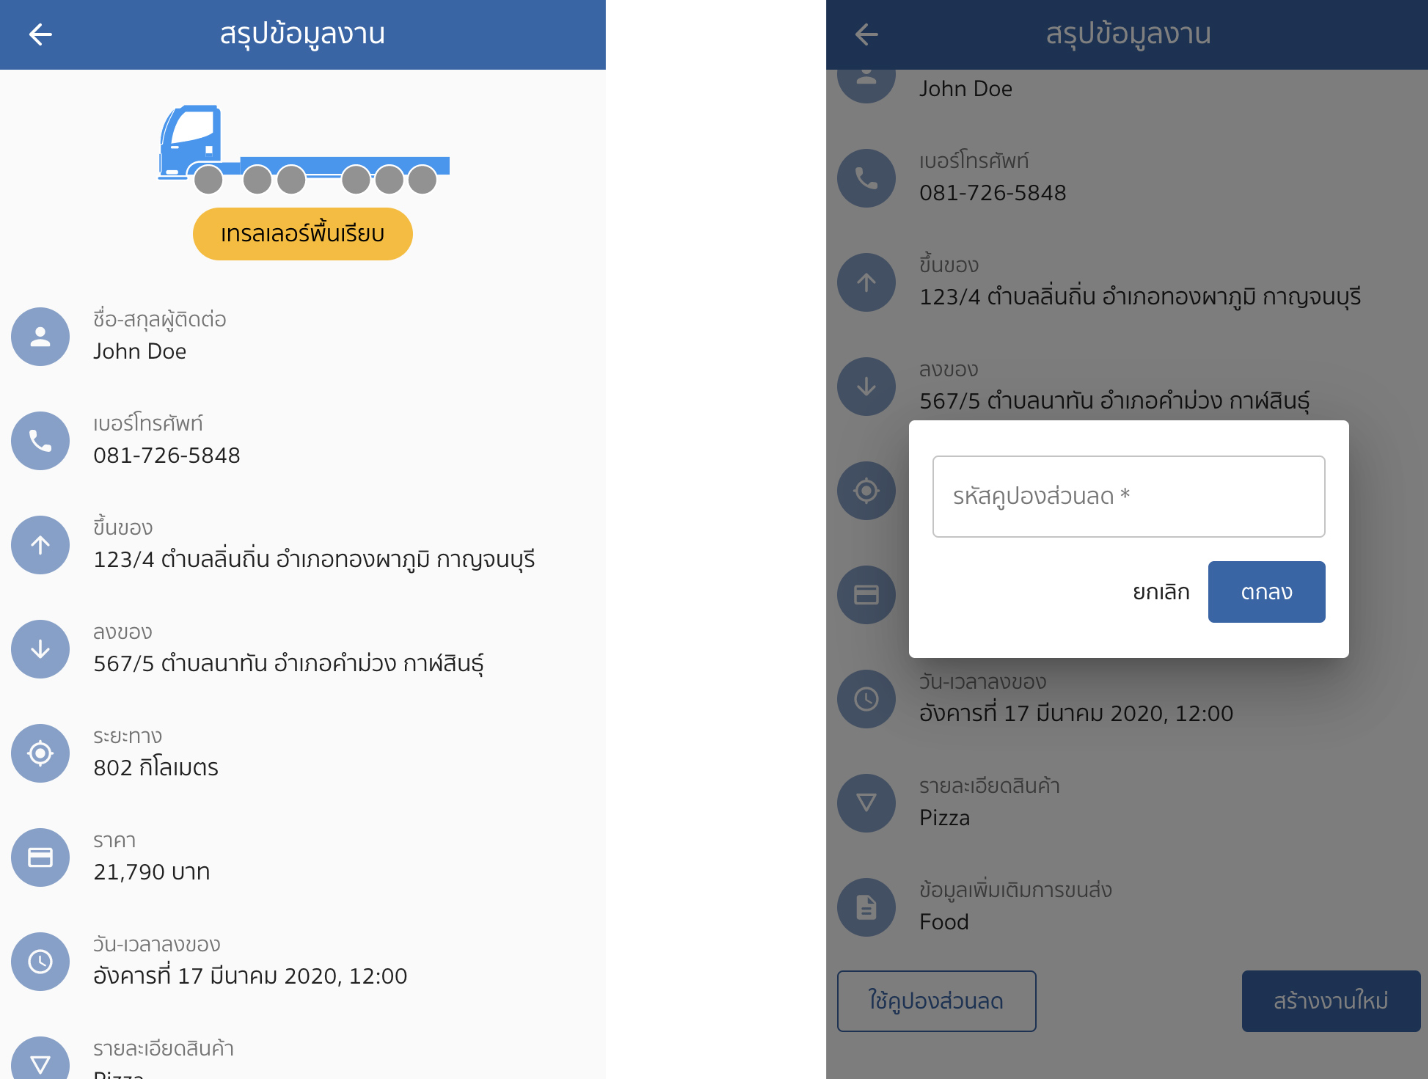 สรุปข้อมูลงาน
เทรลเลอร์พื้นเรียบ
ชื่อ-สกุลผู้ติดต่อ
John Doe
เบอร์โทรศัพท์
081-726-5848
ขึ้นของ
123/4 ตำบลลิ่นถิ่น อำเภอทองผาภูมิ กาญจนบุรี
ลงของ
567/5 ตำบลนาทัน อำเภอคำม่วง กาฬสินธุ์
ระยะทาง
802 กิโลเมตร
ราคา
21,790 บาท
วัน-เวลาลงของ
อังคารที่ 17 มีนาคม 2020, 12:00
รายละเอียดสินค้า
Pizza
สรุปข้อมูลงาน
John Doe
เบอร์โทรศัพท์
081-726-5848
ขึ้นของ
123/4 ตำบลลิ่นถิ่น อำเภอทองผาภูมิ กาญจนบุรี
ลงของ
567/5 ตำบลนาทัน อำเภอคำม่วง กาฬสินธุ์
รหัสคูปองส่วนลด *
ยกเลิก ตกลง
วัน-เวลาลงของ
อังคารที่ 17 มีนาคม 2020, 12:00
รายละเอียดสินค้า
Pizza
ข้อมูลเพิ่มเติมการขนส่ง
Food
ใช้คูปองส่วนลด สร้างงานใหม่